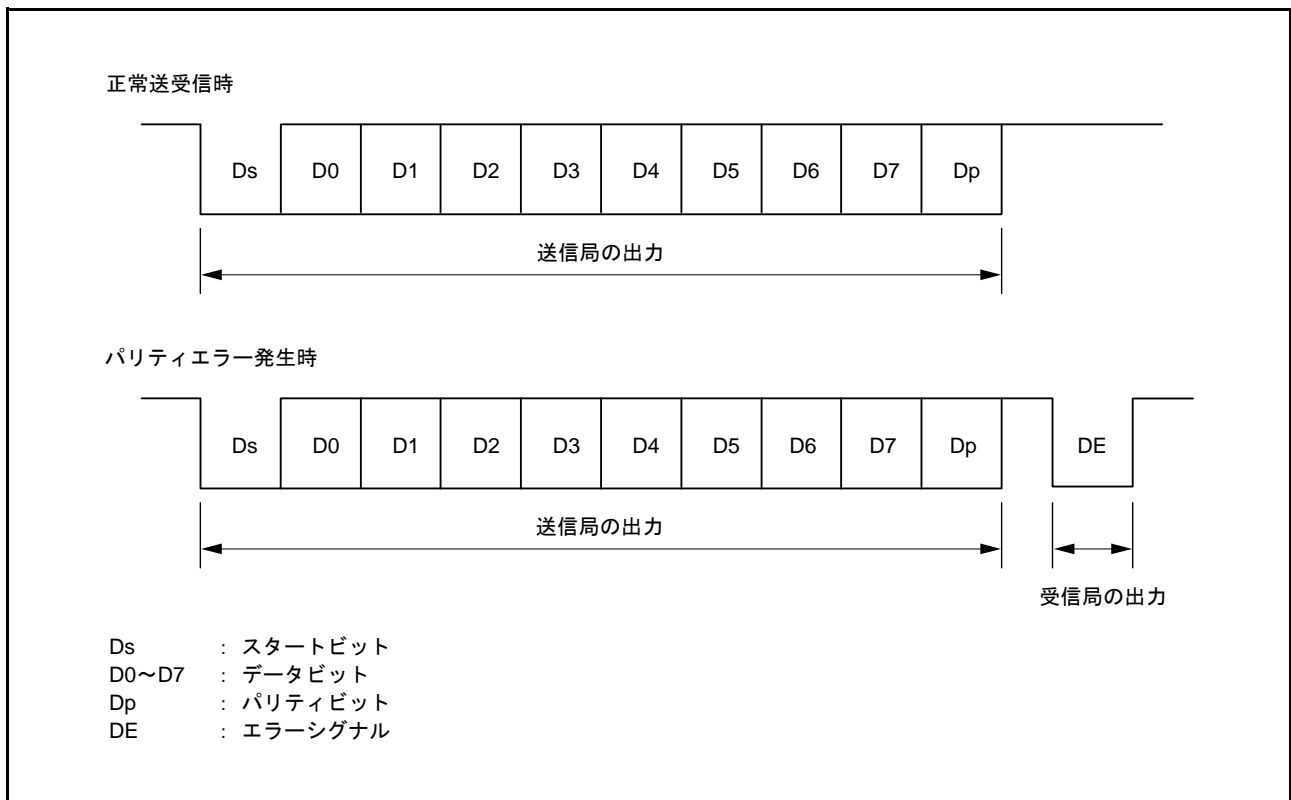 正常送受信時
Ds D0 D1 D2 D3 D4 D5 D6 D7 Dp
送信局の出力
パリティエラー発生時
Ds D0 D1 D2 D3 D4 D5 D6 D7 Dp DE
送信局の出力
受信局の出力
Ds : スタートビット
D0～D7 : データビット
Dp : パリティビット
DE : エラーシグナル